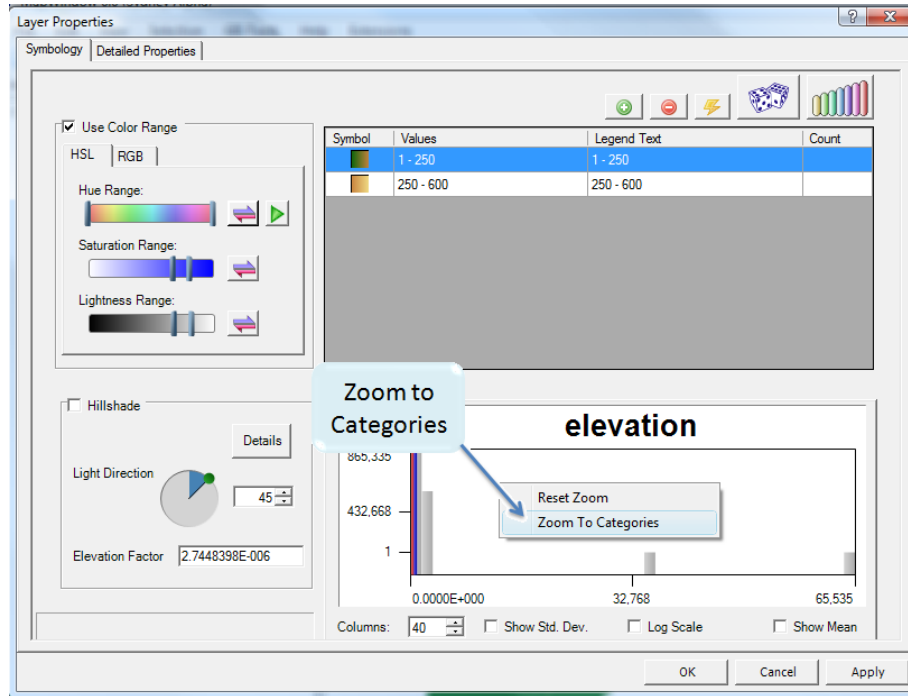 Layer Properties
Symbology
Detailed Properties
Use Color Range
HSL
RGB
Hue Range:
Saturation Range:
Lightness Range:
Symbol
Values
Legend Text
Count
1 - 250
1 - 250
250 - 600
250 - 600
Hillshade
Details
Light Direction
45
Elevation Factor
2.7448398E-006
Zoom to
Categories
elevation
865,335
432,668
1
0.0000E+000
32,768
65,535
Reset Zoom
Zoom To Categories
Columns:
40
Show Std. Dev.
Log Scale
Show Mean
OK
Cancel
Apply